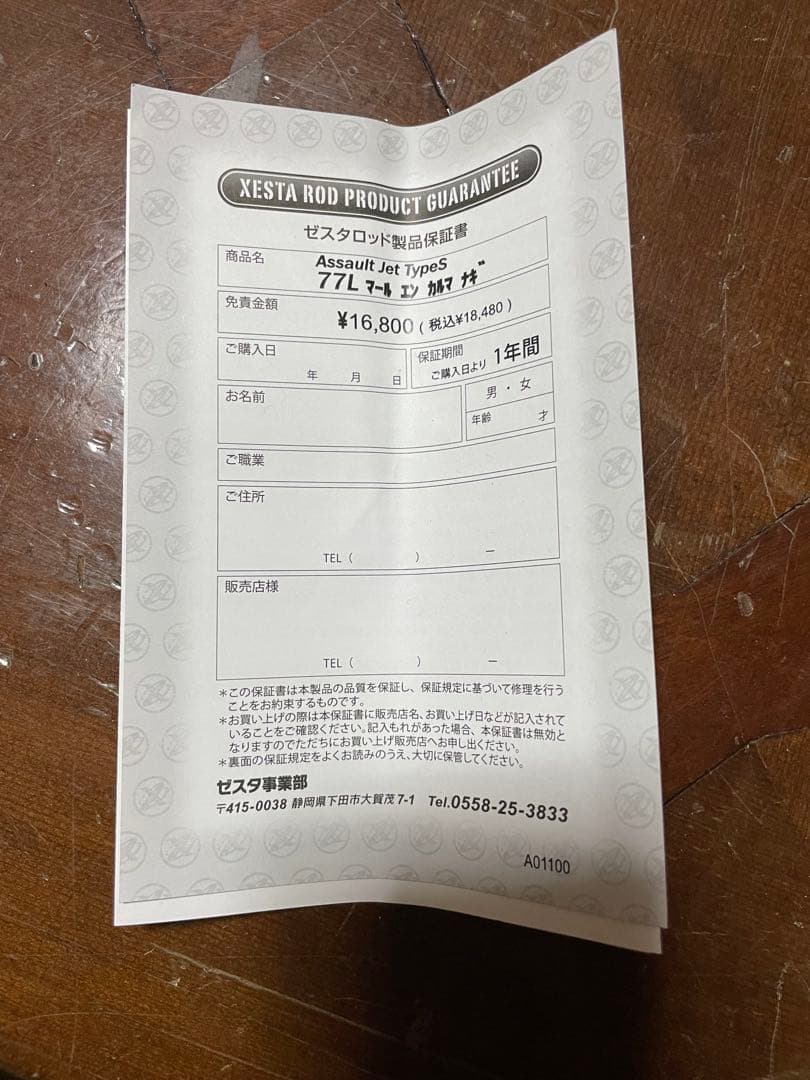 XESTA ROD PRODUCT GUARANTEE
ゼスタロッド製品保証書
商品名
Assault Jet TypeS
77L マール エン カルマ ナギ
免責金額
¥16,800 ( 税込¥18,480 )
ご購入日
年 月 日
保証期間
ご購入日より 1年間
お名前
男 ・ 女
年齢 才
ご職業
ご住所
TEL ( ) ー
販売店様
TEL ( ) ー
＊この保証書は本製品の品質を保証し、保証規定に基づいて修理を行う
ことをお約束するものです。
＊お買い上げの際は本保証書に販売店名、お買い上げ日などが記入されて
いることをご確認ください。記入もれがあった場合、本保証書は無効と
なりますのでただちにお買い上げ販売店へお申し出ください。
＊裏面の保証規定をよくお読みのうえ、大切に保管してください。
ゼスタ事業部
〒415-0038 静岡県下田市大賀茂7-1 Tel.0558-25-3833
A01100